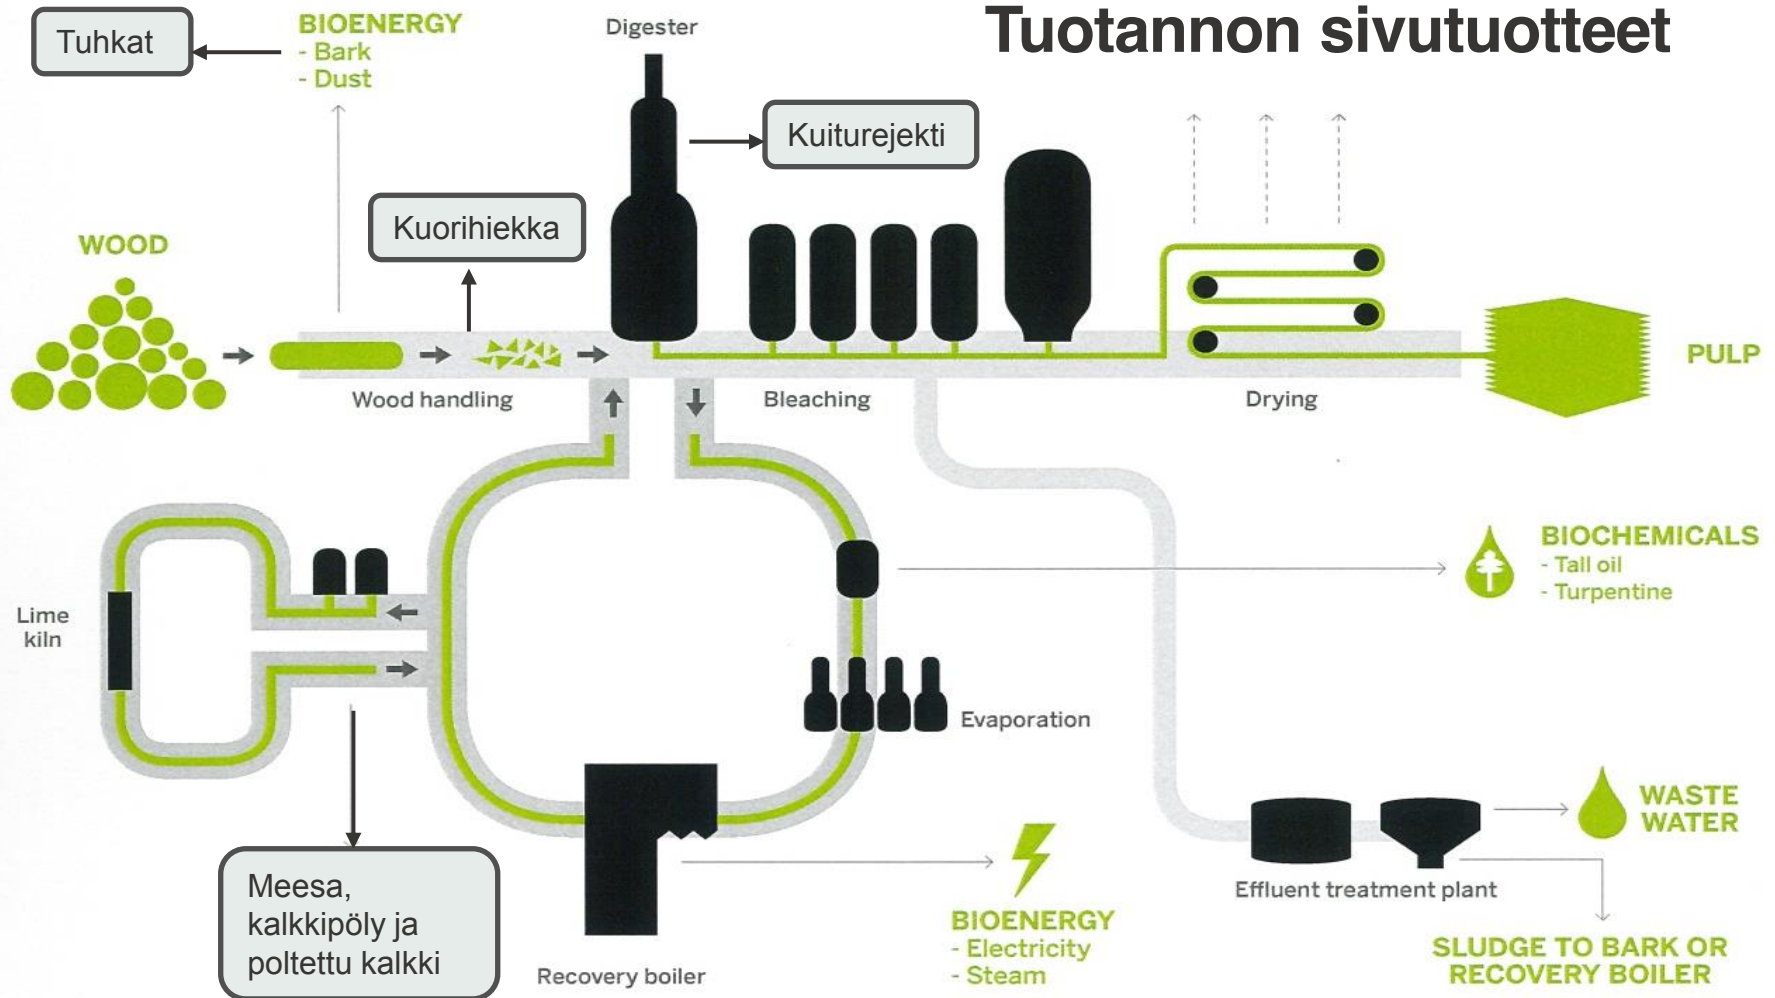 Tuotannon sivutuotteet
Tuhkat
BIOENERGY
- Bark
- Dust
Digester
Kuiturejekti
Kuorihiekka
WOOD
PULP
Wood handling
Bleaching
Drying
BIOCHEMICALS
- Tall oil
- Turpentine
Lime
kiln
Evaporation
WASTE
WATER
Meesa,
kalkkipöly ja
poltettu kalkki
Recovery boiler
BIOENERGY
- Electricity
- Steam
Effluent treatment plant
SLUDGE TO BARK OR
RECOVERY BOILER